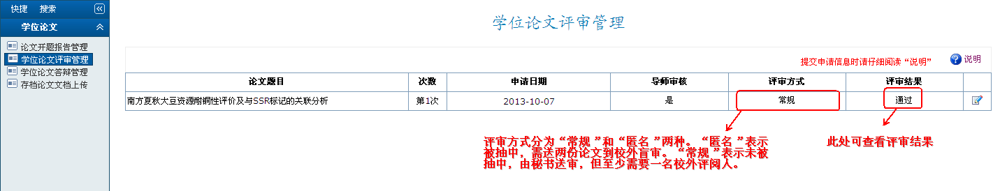 快捷 搜索
学位论文
论文开题报告管理
学位论文评审管理
学位论文答辩管理
存档论文文档上传
学位论文评审管理
提交申请信息时请仔细阅读“说明” ? 说明
论文题目 次数 申请日期 导师审核 评审方式 评审结果
南方夏秋大豆资源耐铜性评价及与SSR标记的关联分析 第1次 2013-10-07 是 常规 通过
评审方式分为“常规”和“匿名”两种。“匿名”表示
被抽中，需送两份论文到校外盲审。“常规”表示未被
抽中，由秘书送审，但至少需要一名校外评阅人。
此处可查看评审结果